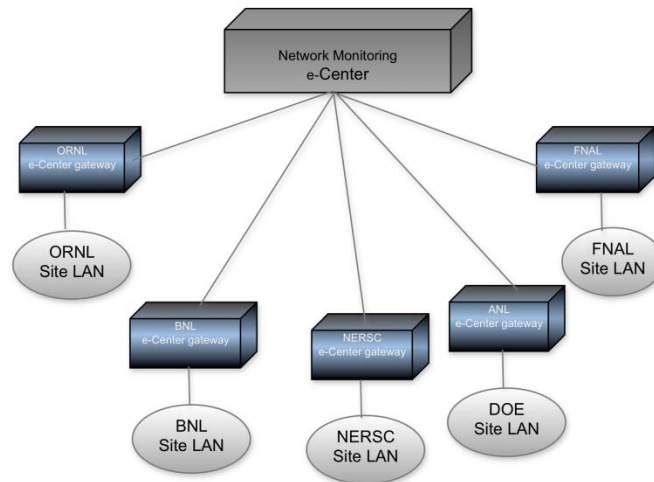 Network Monitoring
e-Center
ORNL
e-Center gateway
FNAL
e-Center gateway
ORNL
Site LAN
FNAL
Site LAN
BNL
e-Center gateway
NERSC
e-Center gateway
ANL
e-Center gateway
BNL
Site LAN
NERSC
Site LAN
DOE
Site LAN